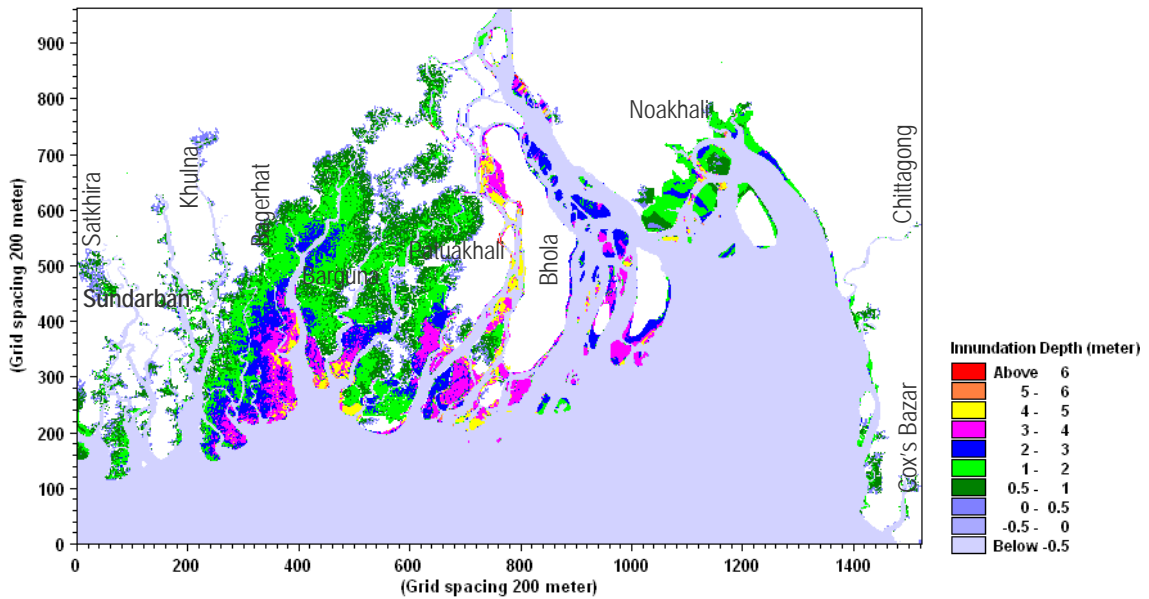 900
800
700
600
500
400
300
200
100
0
(Grid spacing 200 meter)
0 200 400 600 800 1000 1200 1400
(Grid spacing 200 meter)
Satkhira
Khulna
Bagerhat
Sundarban
Barguna
Patuakhali
Bhola
Noakhali
Chittagong
Cox's Bazar
Innundation Depth (meter)
Above 6
5 - 6
4 - 5
3 - 4
2 - 3
1 - 2
0.5 - 1
0 - 0.5
-0.5 - 0
Below -0.5